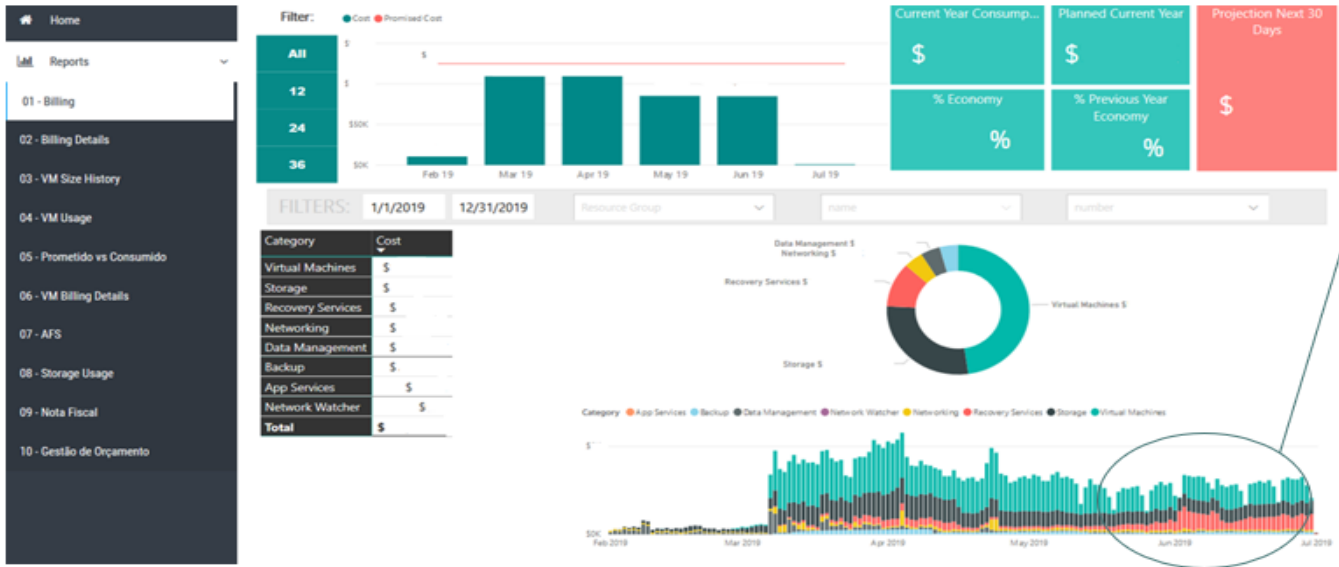 Home
Reports
01 - Billing
02 - Billing Details
03 - VM Size History
04 - VM Usage
05 - Prometido vs Consumido
06 - VM Billing Details
07 - AFS
08 - Storage Usage
09 - Nota Fiscal
10 - Gestão de Orçamento
Filter:
All
12
24
36
Cost Promised Cost
$
$
$
$50K
$0K
Feb 19 Mar 19 Apr 19 May 19 Jun 19 Jul 19
Current Year Consump...
$
Planned Current Year
$
% Economy
%
% Previous Year
Economy
%
Projection Next 30
Days
$
FILTERS: 1/1/2019 12/31/2019 Resource Group name number
Category Cost
Virtual Machines $
Storage $
Recovery Services $
Networking $
Data Management $
Backup $
App Services $
Network Watcher $
Total $
Data Management $
Networking $
Recovery Services $
Virtual Machines $
Storage $
Category App Services Backup Data Management Network Watcher Networking Recovery Services Storage Virtual Machines
$
$0K
Feb 2019 Mar 2019 Apr 2019 May 2019 Jun 2019 Jul 2019